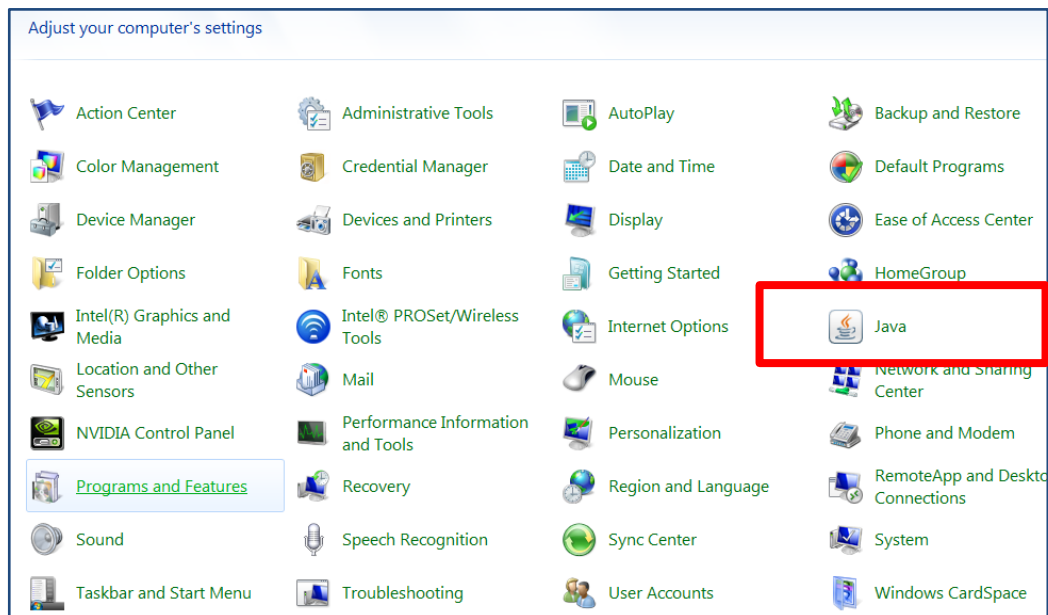 Adjust your computer's settings
Action Center
Administrative Tools
AutoPlay
Backup and Restore
Color Management
Credential Manager
Date and Time
Default Programs
Device Manager
Devices and Printers
Display
Ease of Access Center
Folder Options
Fonts
Getting Started
HomeGroup
Intel(R) Graphics and
Media
Intel® PROSet/Wireless
Tools
Internet Options
Java
Location and Other
Sensors
Mail
Mouse
Network and Sharing
Center
NVIDIA Control Panel
Performance Information
and Tools
Personalization
Phone and Modem
Programs and Features
Recovery
Region and Language
RemoteApp and Deskto
Connections
Sound
Speech Recognition
Sync Center
System
Taskbar and Start Menu
Troubleshooting
User Accounts
Windows CardSpace